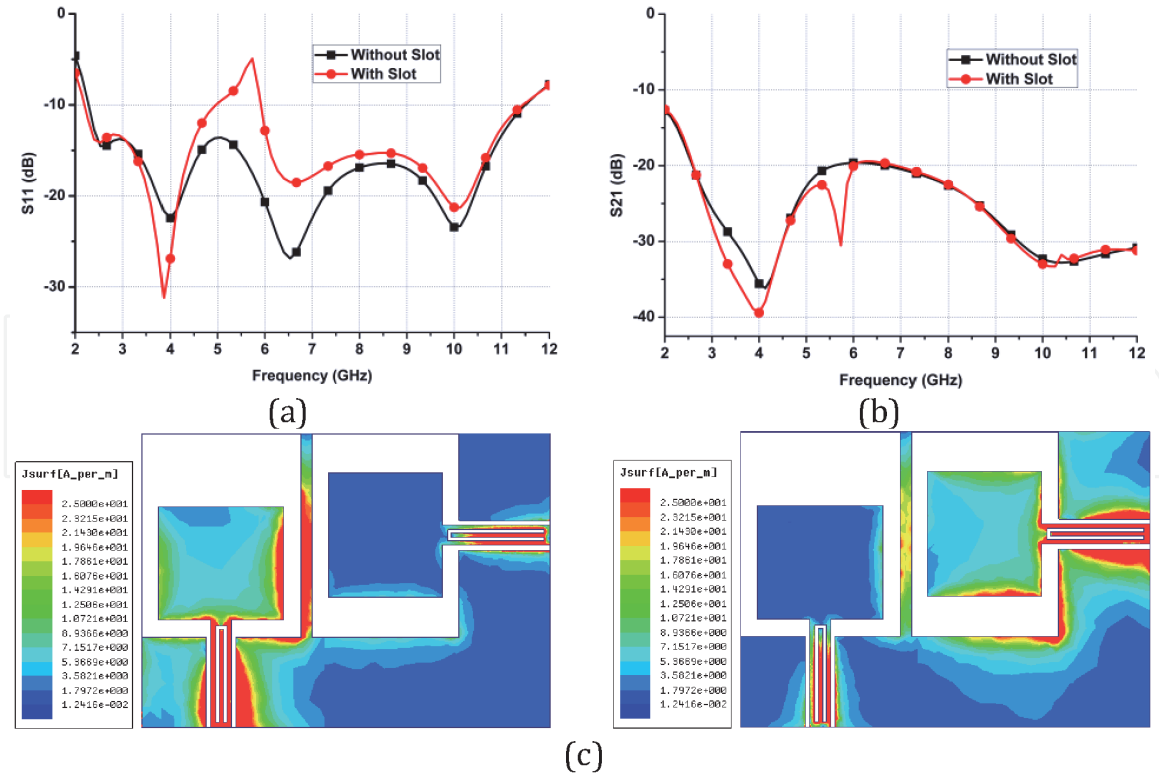 0
-10
-20
-30
S11 (dB)
Without Slot
With Slot
2 3 4 5 6 7 8 9 10 11 12
Frequency (GHz)
(a)
0
-10
-20
-30
-40
S21 (dB)
Without Slot
With Slot
2 3 4 5 6 7 8 9 10 11 12
Frequency (GHz)
(b)
Jsurf[A_per_m]
2.5000e+001
2.3215e+001
2.1430e+001
1.9646e+001
1.7861e+001
1.6076e+001
1.4291e+001
1.2506e+001
1.0721e+001
8.9366e+000
7.1517e+000
5.3669e+000
3.5821e+000
1.7972e+000
1.2416e-002
Jsurf[A_per_m]
2.5000e+001
2.3215e+001
2.1430e+001
1.9646e+001
1.7861e+001
1.6076e+001
1.4291e+001
1.2506e+001
1.0721e+001
8.9366e+000
7.1517e+000
5.3669e+000
3.5821e+000
1.7972e+000
1.2416e-002
(c)